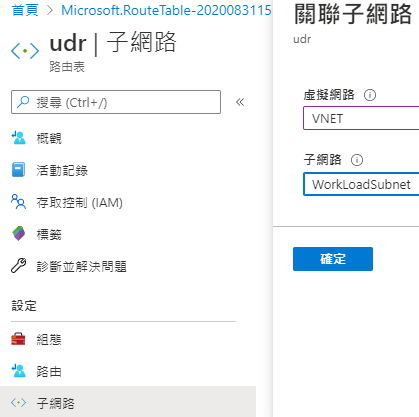 首頁 > Microsoft.RouteTable-2020083115
udr | 子網路
路由表
搜尋 (Ctrl+/)
«
概觀
活動記錄
存取控制 (IAM)
標籤
診斷並解決問題
設定
組態
路由
子網路
關聯子網路
udr
虛擬網路
VNET
子網路
WorkLoadSubnet
確定